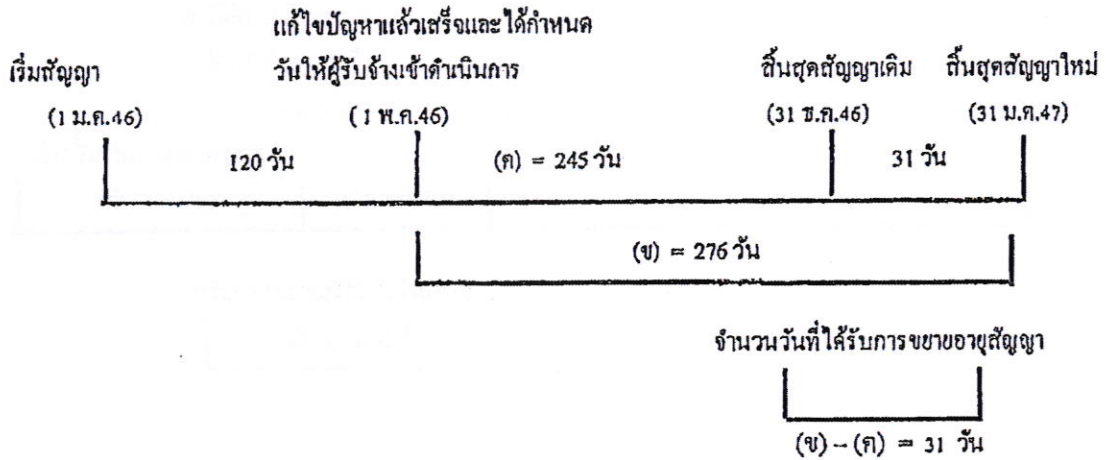 แก้ไขปัญหาแล้วเสร็จและได้กำหนด
เริ่มสัญญา วันให้ผู้รับจ้างเข้าดำเนินการ สิ้นสุดสัญญาเดิม สิ้นสุดสัญญาใหม่
(1 ม.ค.46) (1 พ.ค.46) (31 ธ.ค.46) (31 ม.ค.47)
120 วัน (ค) = 245 วัน 31 วัน
(ข) = 276 วัน
จำนวนวันที่ได้รับการขยายอายุสัญญา
(ข) – (ค) = 31 วัน